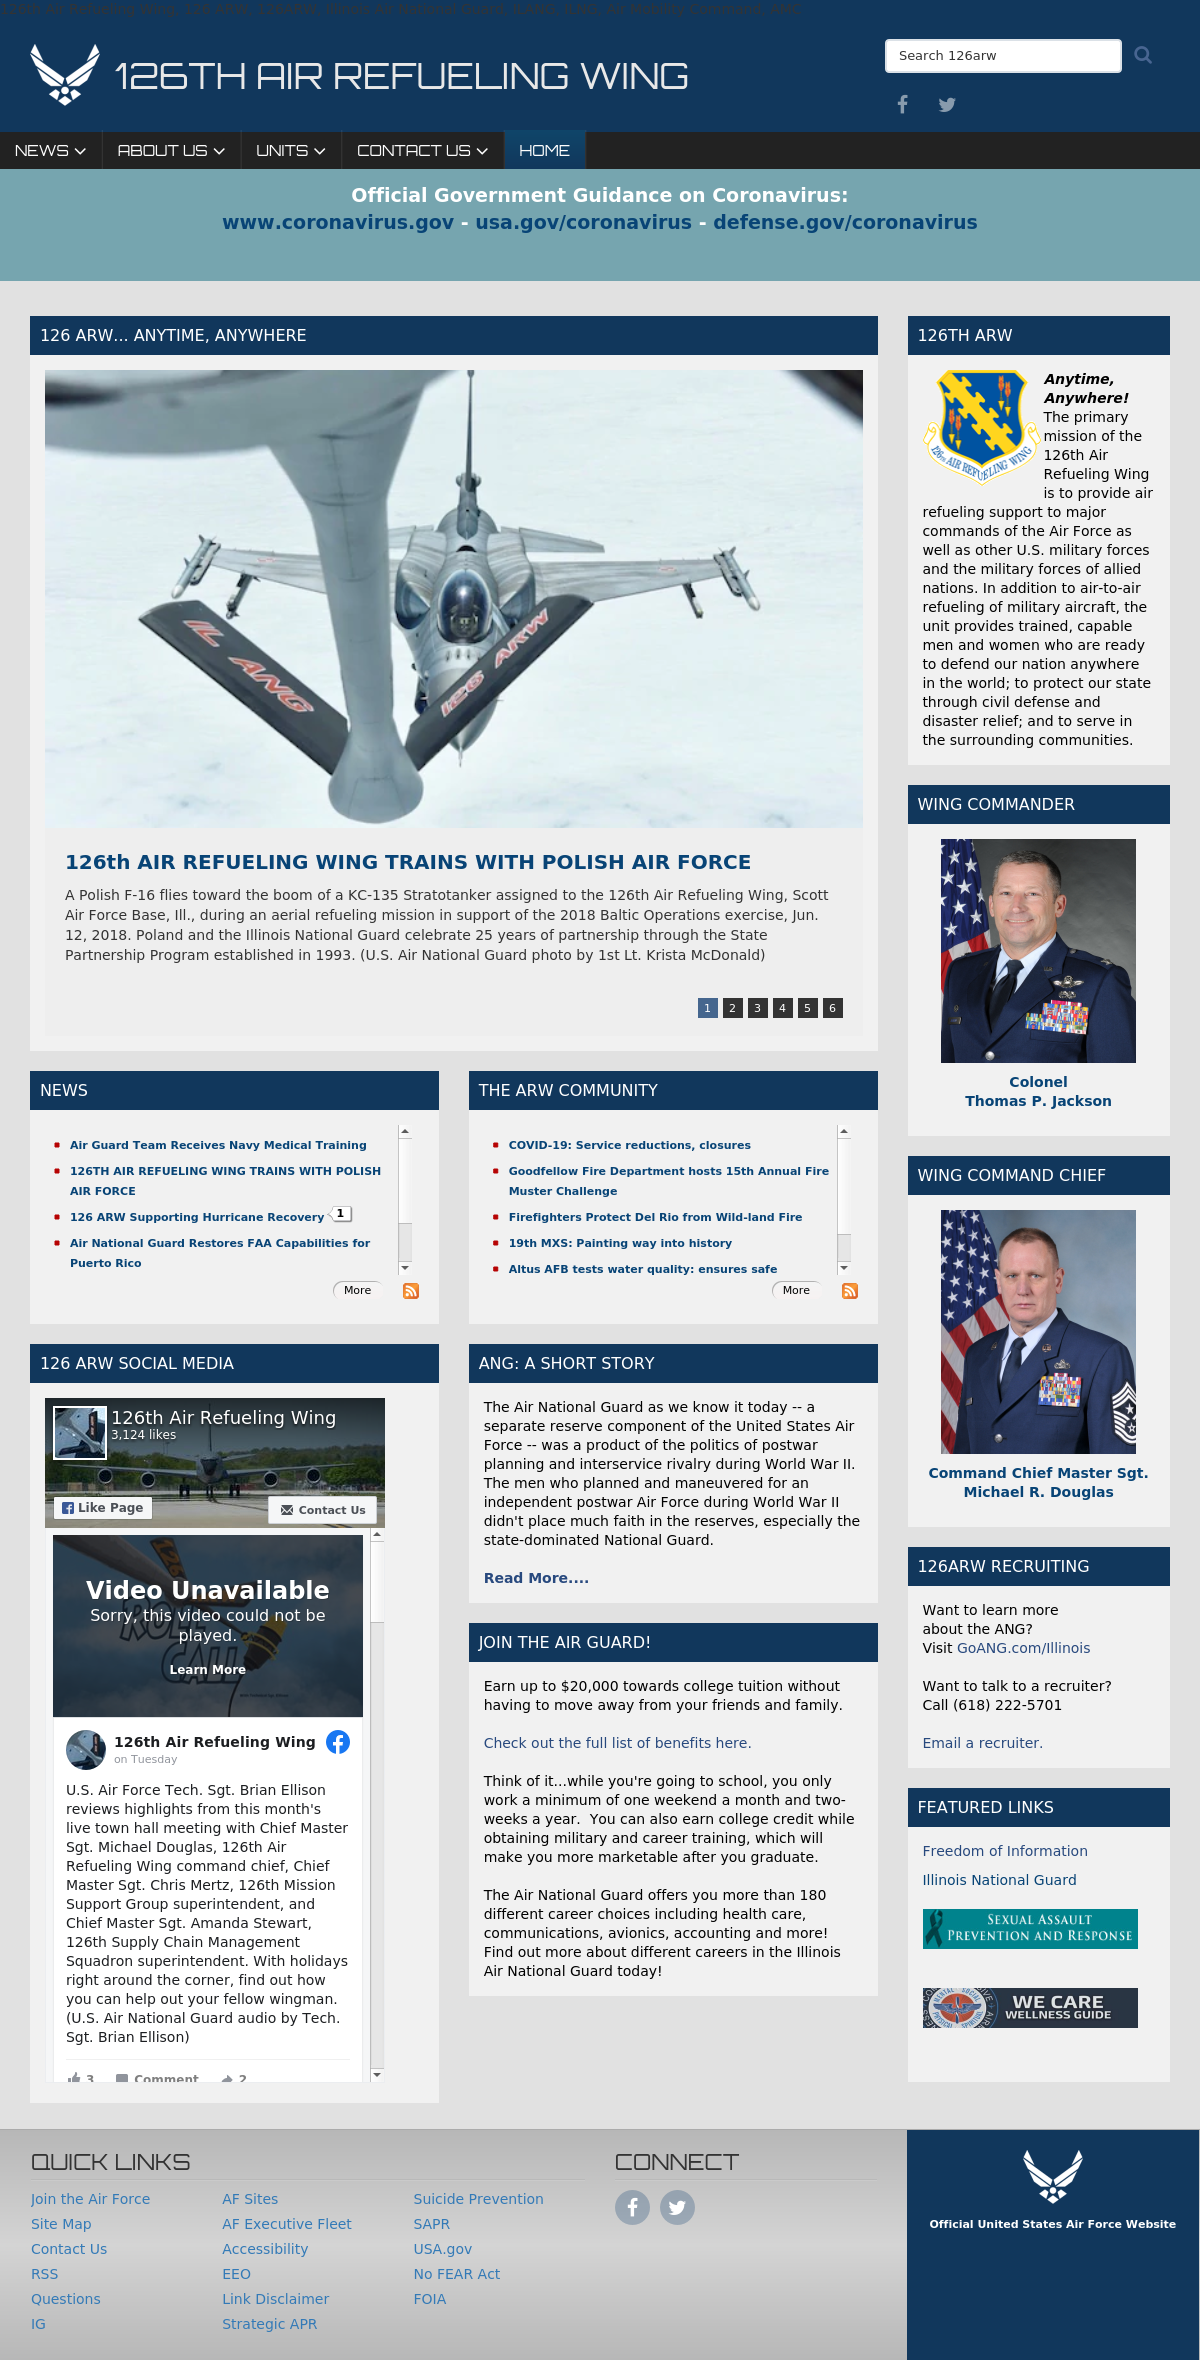 126TH AIR REFUELING WING
Search 126arw
NEWS
ABOUT US
UNITS
CONTACT US
HOME
Official Government Guidance on Coronavirus:
www.coronavirus.gov - usa.gov/coronavirus - defense.gov/coronavirus
126 ARW... ANYTIME, ANYWHERE
IL ANG
126 ARW
126th AIR REFUELING WING TRAINS WITH POLISH AIR FORCE
A Polish F-16 flies toward the boom of a KC-135 Stratotanker assigned to the 126th Air Refueling Wing, Scott
Air Force Base, Ill., during an aerial refueling mission in support of the 2018 Baltic Operations exercise, Jun.
12, 2018. Poland and the Illinois National Guard celebrate 25 years of partnership through the State
Partnership Program established in 1993. (U.S. Air National Guard photo by 1st Lt. Krista McDonald)
1 2 3 4 5 6
126TH ARW
126TH AIR REFUELING WING
Anytime,
Anywhere!
The primary
mission of the
126th Air
Refueling Wing
is to provide air
refueling support to major
commands of the Air Force as
well as other U.S. military forces
and the military forces of allied
nations. In addition to air-to-air
refueling of military aircraft, the
unit provides trained, capable
men and women who are ready
to defend our nation anywhere
in the world; to protect our state
through civil defense and
disaster relief; and to serve in
the surrounding communities.
WING COMMANDER
Colonel
Thomas P. Jackson
WING COMMAND CHIEF
Command Chief Master Sgt.
Michael R. Douglas
126ARW RECRUITING
Want to learn more
about the ANG?
Visit GoANG.com/Illinois
Want to talk to a recruiter?
Call (618) 222-5701
Email a recruiter.
FEATURED LINKS
Freedom of Information
Illinois National Guard
SEXUAL ASSAULT
PREVENTION AND RESPONSE
WE CARE
WELLNESS GUIDE
NEWS
Air Guard Team Receives Navy Medical Training
126TH AIR REFUELING WING TRAINS WITH POLISH
AIR FORCE
126 ARW Supporting Hurricane Recovery 1
Air National Guard Restores FAA Capabilities for
Puerto Rico
More
THE ARW COMMUNITY
COVID-19: Service reductions, closures
Goodfellow Fire Department hosts 15th Annual Fire
Muster Challenge
Firefighters Protect Del Rio from Wild-land Fire
19th MXS: Painting way into history
Altus AFB tests water quality: ensures safe
More
126 ARW SOCIAL MEDIA
126th Air Refueling Wing
3,124 likes
Like Page
Contact Us
ROLL
CALL
Video Unavailable
Sorry, this video could not be
played.
Learn More
126th Air Refueling Wing
on Tuesday
U.S. Air Force Tech. Sgt. Brian Ellison
reviews highlights from this month's
live town hall meeting with Chief Master
Sgt. Michael Douglas, 126th Air
Refueling Wing command chief, Chief
Master Sgt. Chris Mertz, 126th Mission
Support Group superintendent, and
Chief Master Sgt. Amanda Stewart,
126th Supply Chain Management
Squadron superintendent. With holidays
right around the corner, find out how
you can help out your fellow wingman.
(U.S. Air National Guard audio by Tech.
Sgt. Brian Ellison)
3 Comment 2
ANG: A SHORT STORY
The Air National Guard as we know it today -- a
separate reserve component of the United States Air
Force -- was a product of the politics of postwar
planning and interservice rivalry during World War II.
The men who planned and maneuvered for an
independent postwar Air Force during World War II
didn't place much faith in the reserves, especially the
state-dominated National Guard.
Read More....
JOIN THE AIR GUARD!
Earn up to $20,000 towards college tuition without
having to move away from your friends and family.
Check out the full list of benefits here.
Think of it...while you're going to school, you only
work a minimum of one weekend a month and two-
weeks a year.  You can also earn college credit while
obtaining military and career training, which will
make you more marketable after you graduate.
The Air National Guard offers you more than 180
different career choices including health care,
communications, avionics, accounting and more!
Find out more about different careers in the Illinois
Air National Guard today!
QUICK LINKS
Join the Air Force
Site Map
Contact Us
RSS
Questions
IG
AF Sites
AF Executive Fleet
Accessibility
EEO
Link Disclaimer
Strategic APR
Suicide Prevention
SAPR
USA.gov
No FEAR Act
FOIA
CONNECT
Official United States Air Force Website